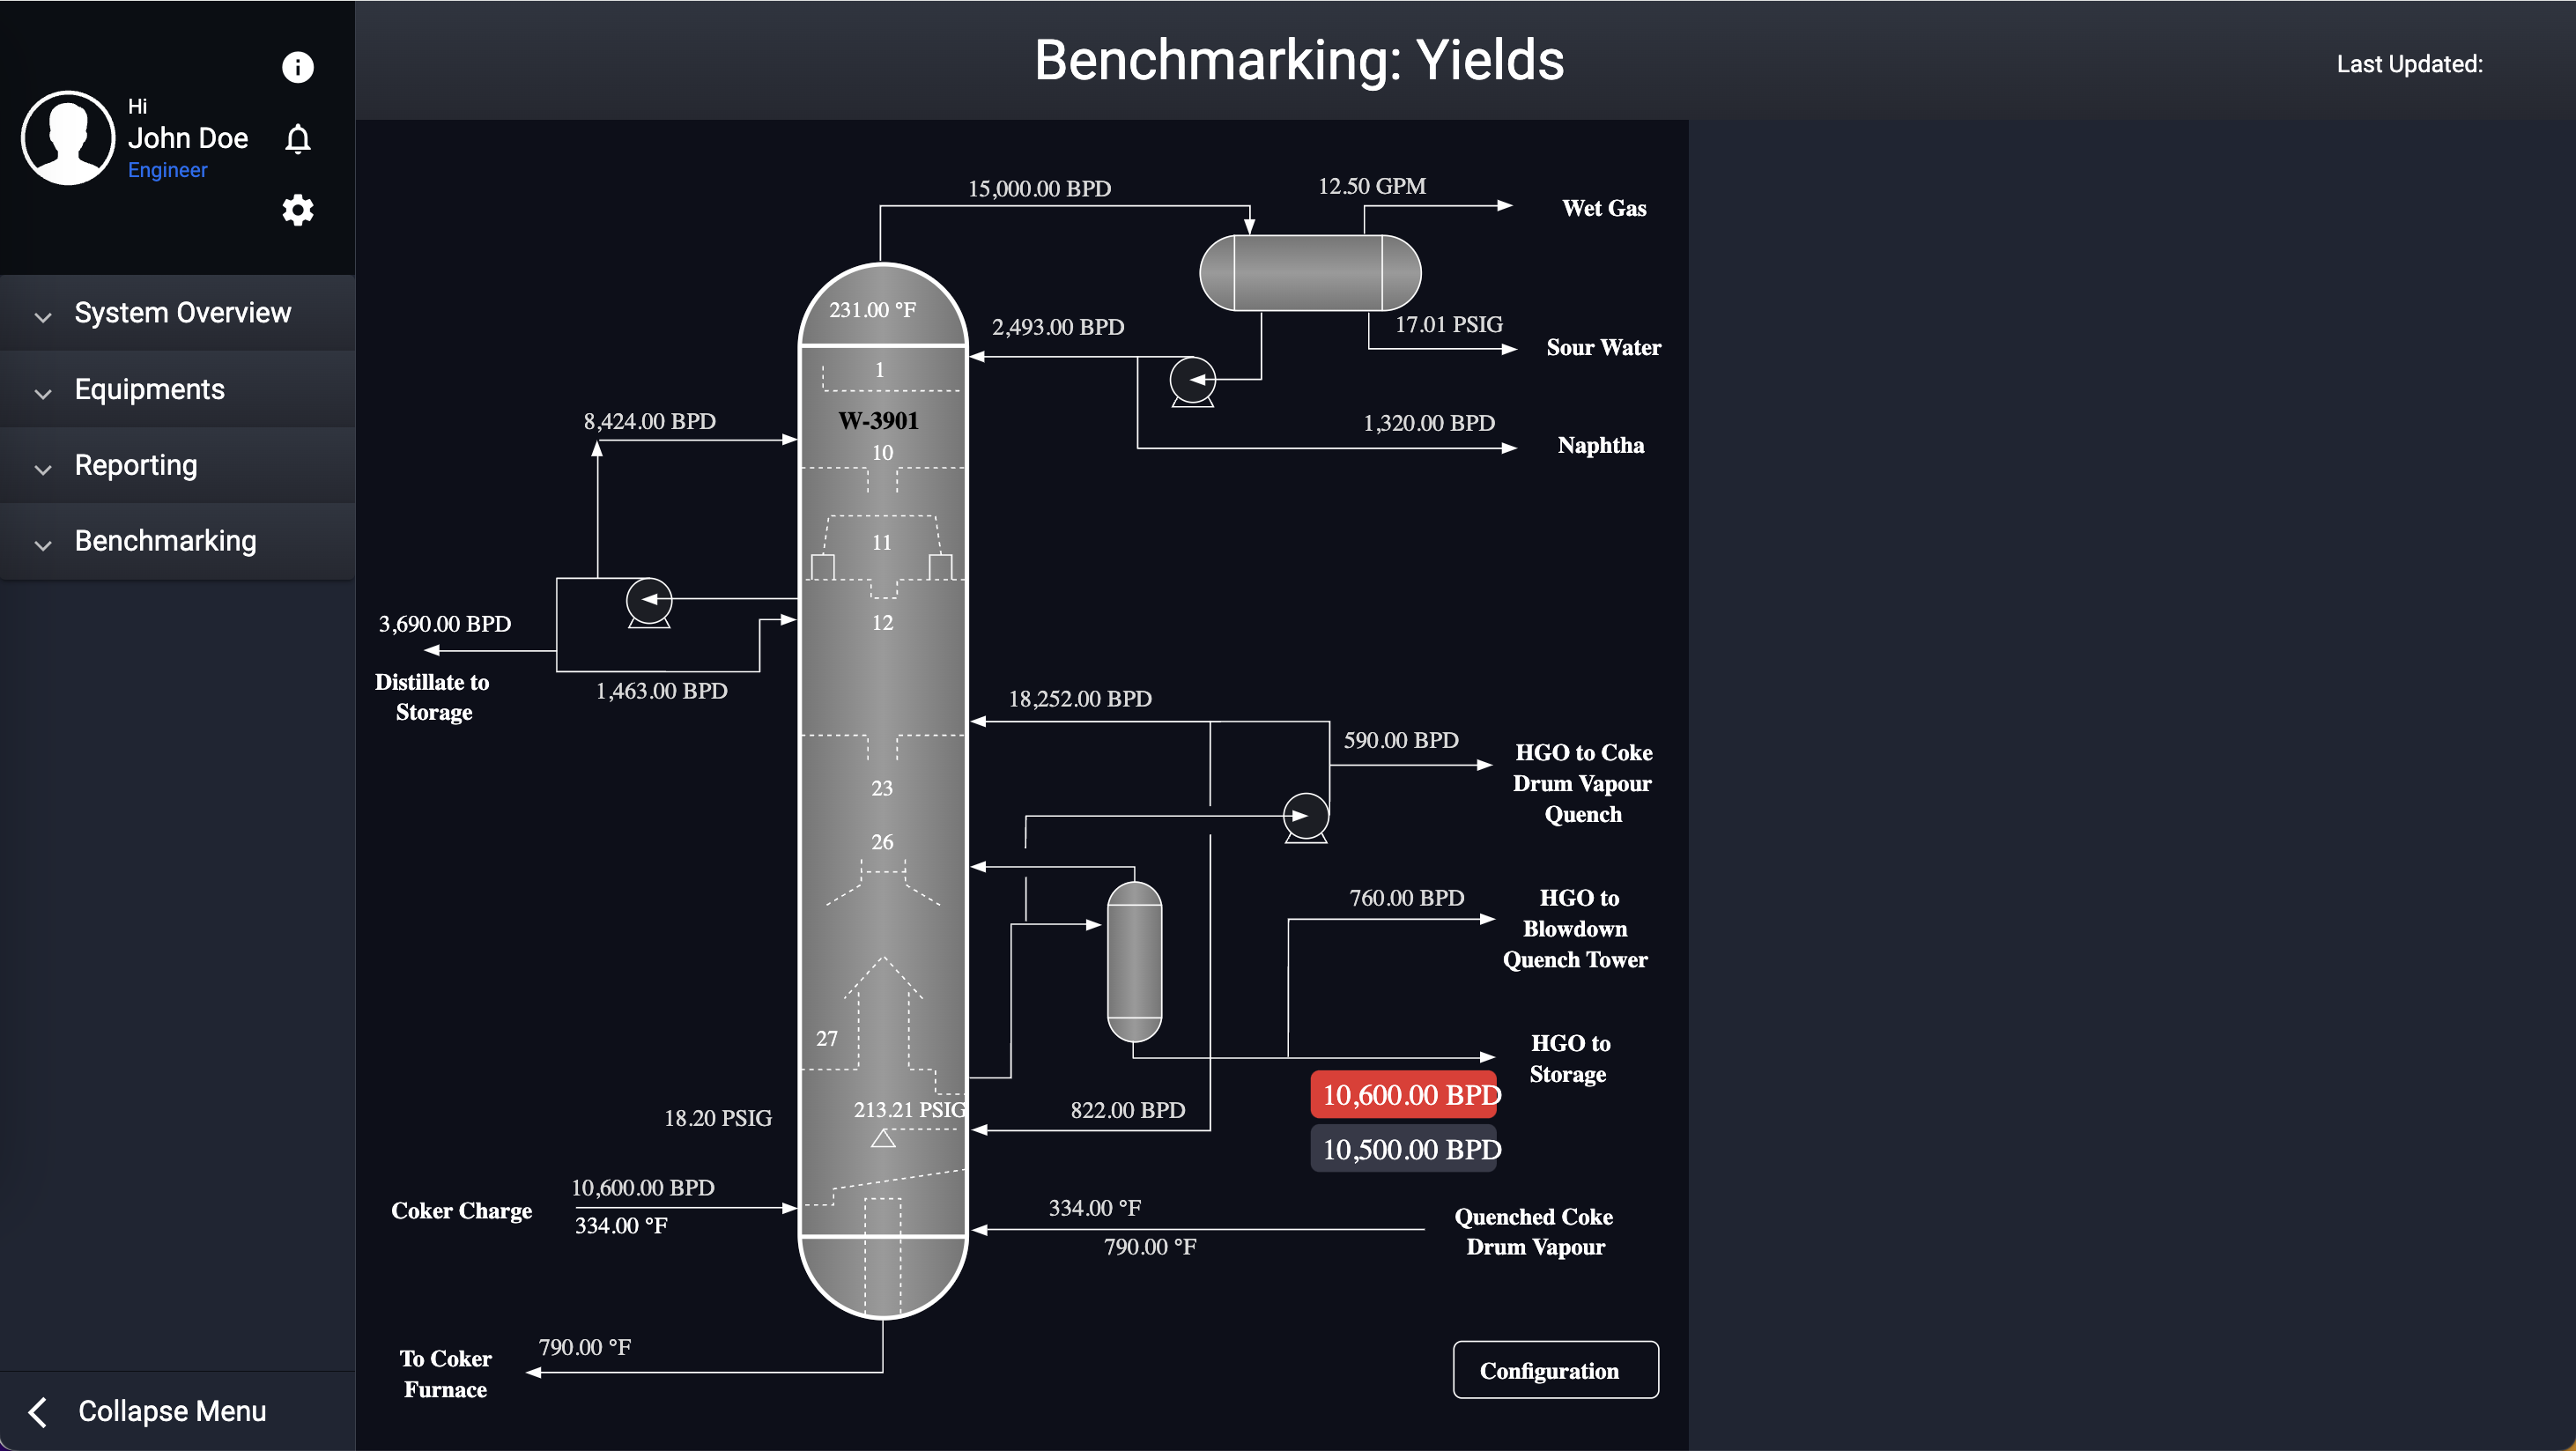 Hi
John Doe
Engineer
System Overview
Equipments
Reporting
Benchmarking
Collapse Menu
Benchmarking: Yields
Last Updated:
15,000.00 BPD
12.50 GPM
Wet Gas
231.00 °F
2,493.00 BPD
17.01 PSIG
Sour Water
1
8,424.00 BPD
W-3901
1,320.00 BPD
Naphtha
10
11
3,690.00 BPD
12
Distillate to
Storage
1,463.00 BPD
18,252.00 BPD
590.00 BPD
HGO to Coke
Drum Vapour
Quench
23
26
760.00 BPD
HGO to
Blowdown
Quench Tower
27
HGO to
Storage
10,600.00 BPD
10,500.00 BPD
18.20 PSIG
213.21 PSIG
822.00 BPD
Coker Charge
10,600.00 BPD
334.00 °F
334.00 °F
790.00 °F
Quenched Coke
Drum Vapour
To Coker
Furnace
790.00 °F
Configuration